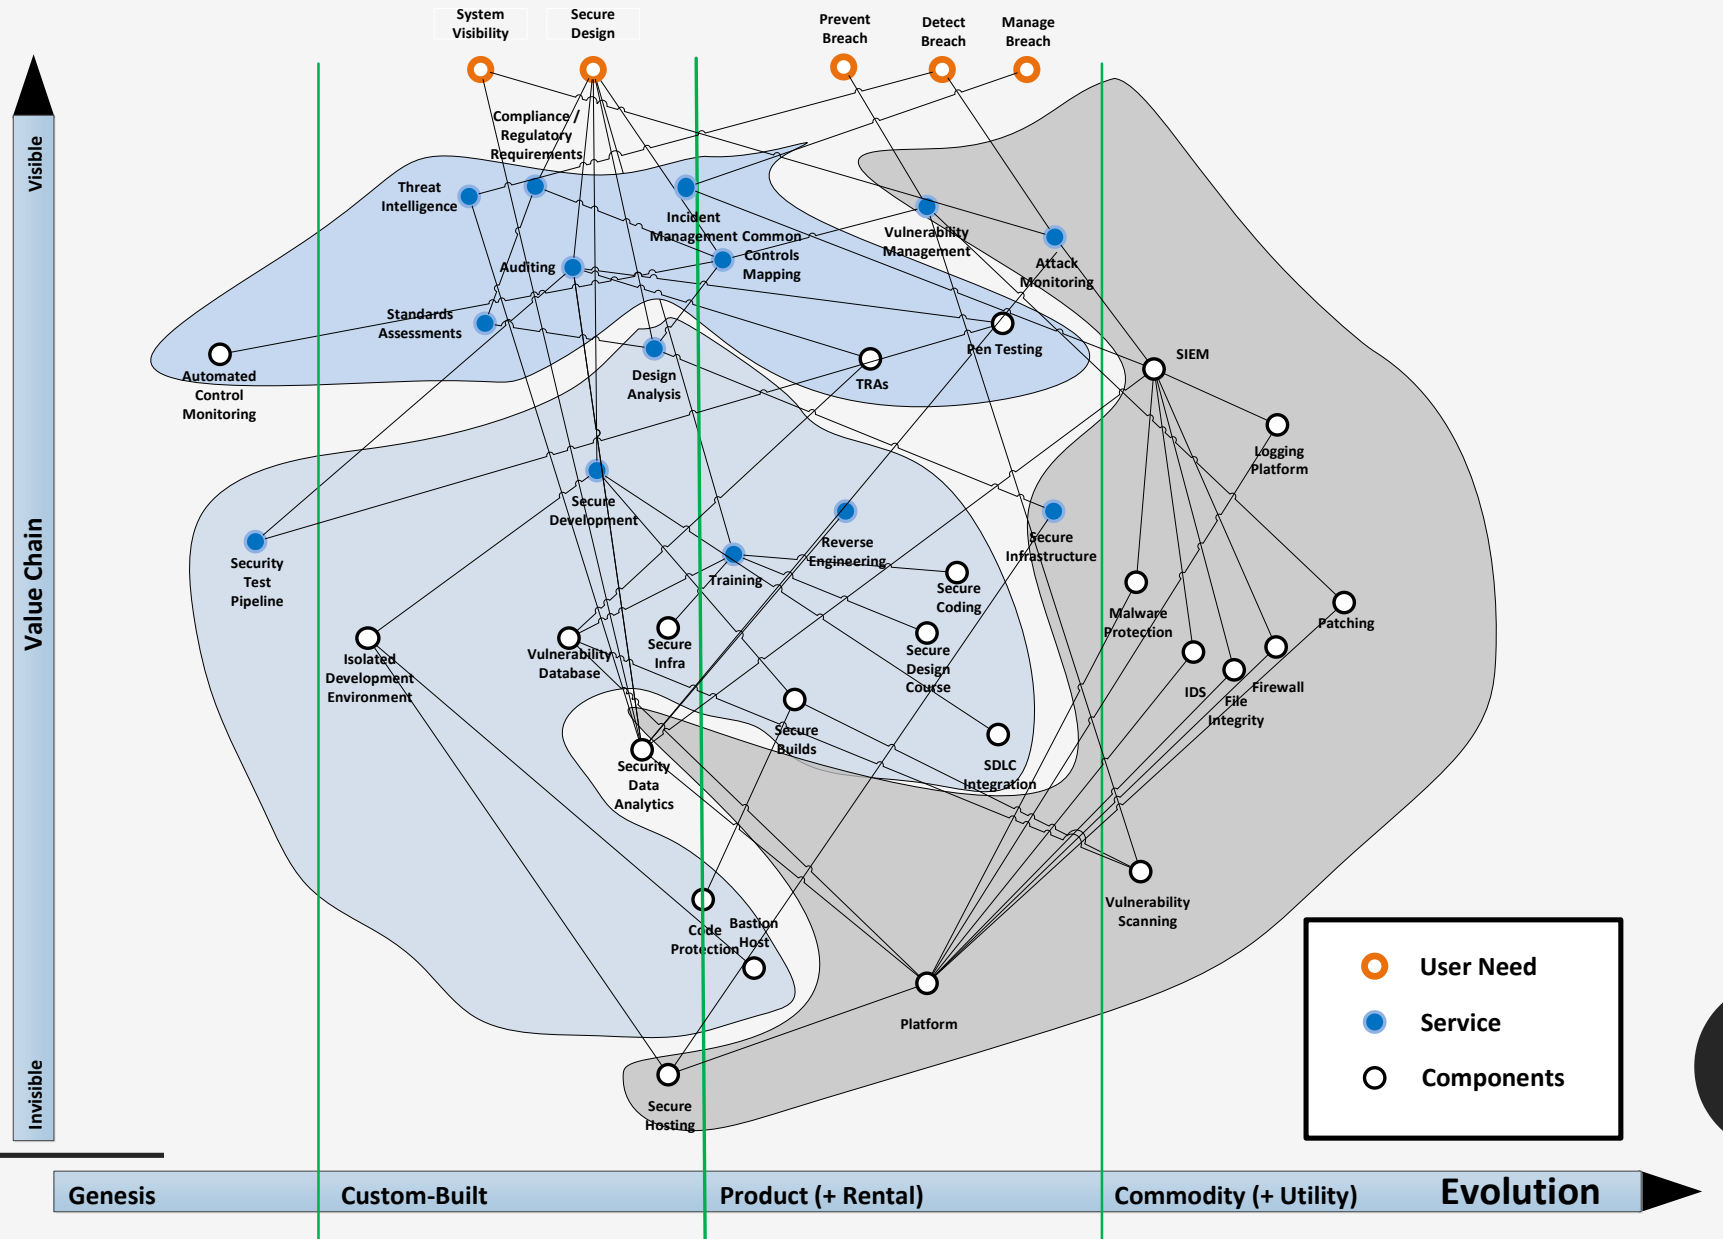 System
Visibility
Secure
Design
Prevent
Breach
Detect
Breach
Manage
Breach
Compliance /
Regulatory
Requirements
Threat
Intelligence
Incident
Management
Common
Controls
Mapping
Vulnerability
Management
Attack
Monitoring
Auditing
Standards
Assessments
Automated
Control
Monitoring
Design
Analysis
TRAs
Pen Testing
SIEM
Logging
Platform
Secure
Development
Security
Test
Pipeline
Reverse
Engineering
Secure
Infrastructure
Training
Secure
Coding
Malware
Protection
Patching
Isolated
Development
Environment
Vulnerability
Database
Secure
Infra
Secure
Design
Course
IDS
File
Integrity
Firewall
Secure
Builds
SDLC
Integration
Security
Data
Analytics
Vulnerability
Scanning
Code
Protection
Bastion
Host
Platform
Secure
Hosting
Visible
Value Chain
Invisible
User Need
Service
Components
Genesis
Custom-Built
Product (+ Rental)
Commodity (+ Utility)
Evolution